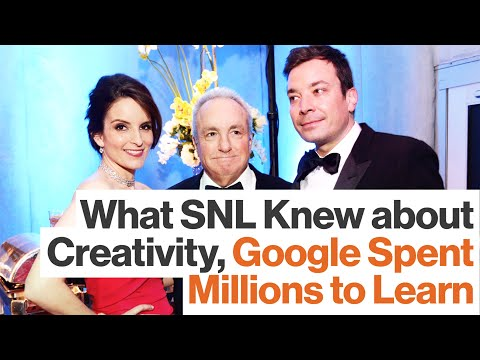 What SNL Knew about
Creativity, Google Spent
Millions to Learn